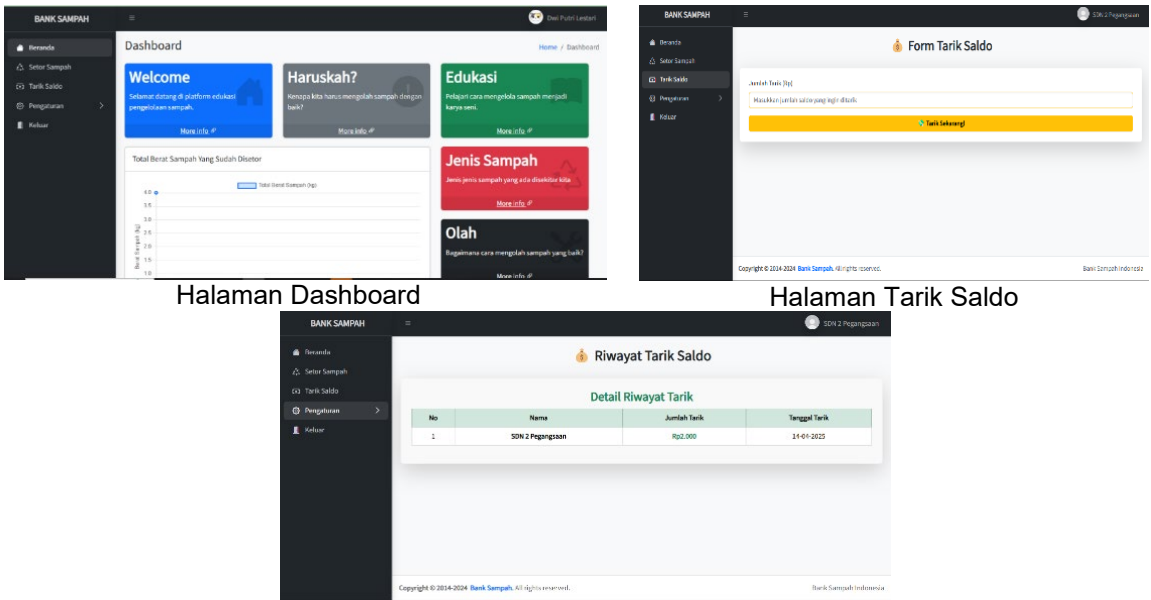 BANK SAMPAH
Dwi Putri Lestari
Beranda
Setor Sampah
Tarik Saldo
Pengaturan
Keluar
Dashboard
Home / Dashboard
Welcome
Selamat datang di platform edukasi
pengelolaan sampah.
More info
Haruskah?
Kenapa kita harus mengolah sampah dengan
baik?
More info
Edukasi
Pelajari cara mengelola sampah menjadi
karya seni.
More info
Total Berat Sampah Yang Sudah Disetor
Total Berat Sampah (kg)
4.0
3.5
3.0
2.5
2.0
1.5
1.0
Berat Sampah (kg)
Jenis Sampah
Jenis jenis sampah yang ada disekitar kita
More info
Olah
Bagaimana cara mengolah sampah yang baik?
More info
Halaman Dashboard
BANK SAMPAH
SDN 2 Pegangsaan
Beranda
Setor Sampah
Tarik Saldo
Pengaturan
Keluar
Form Tarik Saldo
Jumlah Tarik (Rp)
Masukkan jumlah saldo yang ingin ditarik
Tarik Sekarang!
Copyright © 2014-2024 Bank Sampah. All rights reserved.
Bank Sampah Indonesia
Halaman Tarik Saldo
BANK SAMPAH
SDN 2 Pegangsaan
Beranda
Setor Sampah
Tarik Saldo
Pengaturan
Keluar
Riwayat Tarik Saldo
Detail Riwayat Tarik
No Nama Jumlah Tarik Tanggal Tarik
1 SDN 2 Pegangsaan Rp2.000 14-04-2025
Copyright © 2014-2024 Bank Sampah. All rights reserved.
Bank Sampah Indonesia